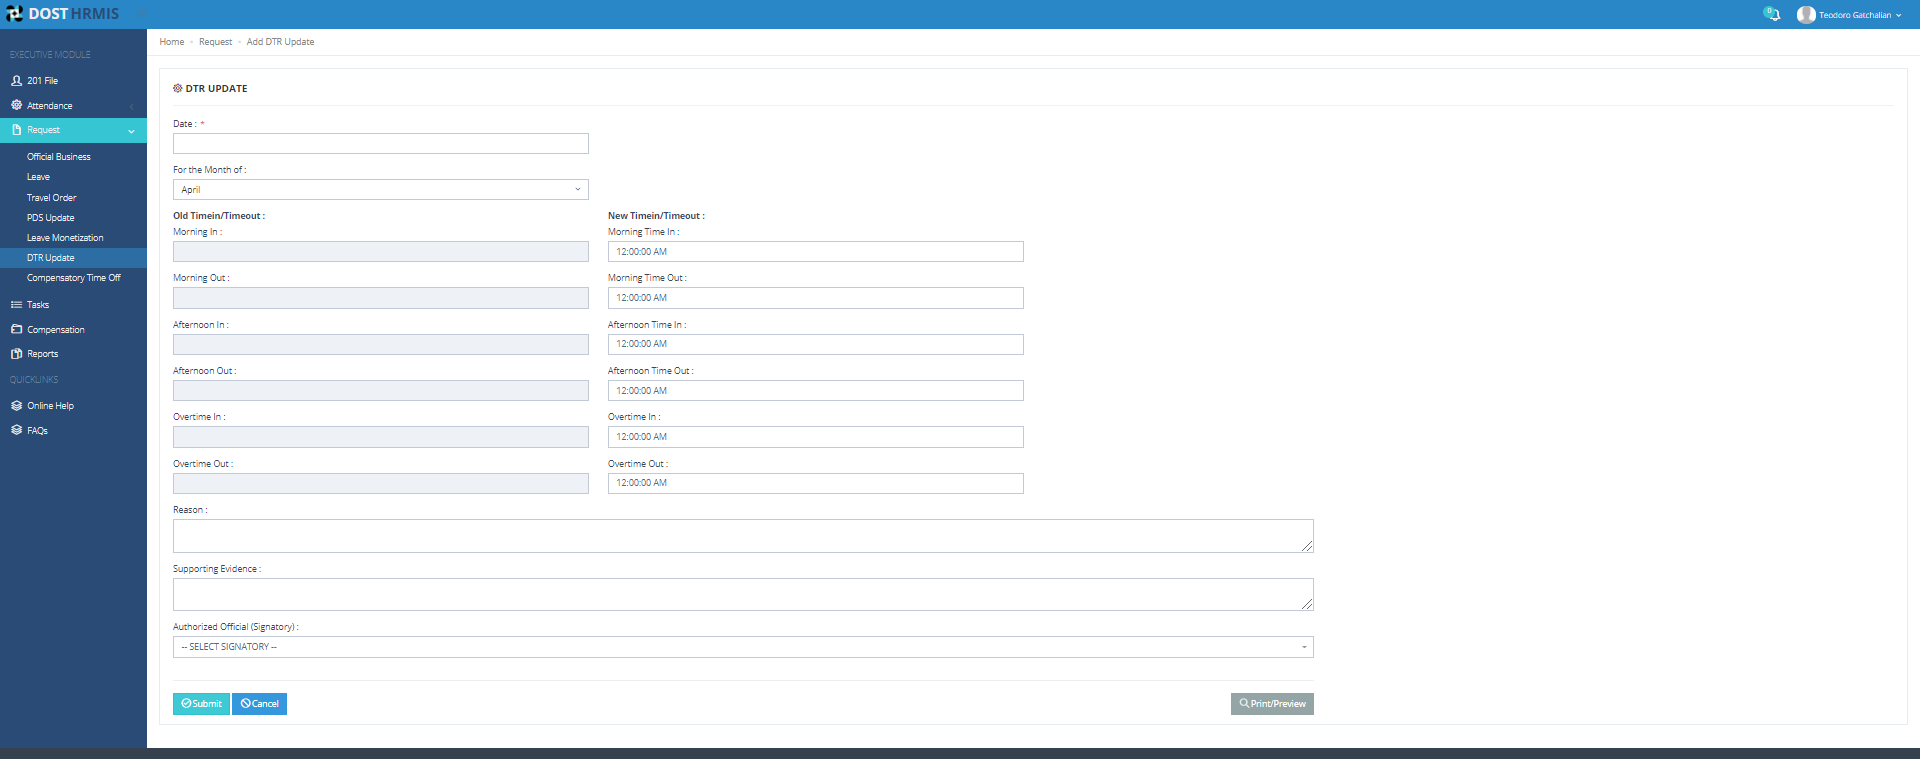 DOST HRMIS
0
Teodoro Gatchalian
EXECUTIVE MODULE
201 File
Attendance
Request
Official Business
Leave
Travel Order
PDS Update
Leave Monetization
DTR Update
Compensatory Time Off
Tasks
Compensation
Reports
QUICKLINKS
Online Help
FAQs
Home Request Add DTR Update
DTR UPDATE
Date : *
For the Month of :
April
Old Timein/Timeout : New Timein/Timeout :
Morning In : Morning Time In :
12:00:00 AM
Morning Out : Morning Time Out :
12:00:00 AM
Afternoon In : Afternoon Time In :
12:00:00 AM
Afternoon Out : Afternoon Time Out :
12:00:00 AM
Overtime In : Overtime In :
12:00:00 AM
Overtime Out : Overtime Out :
12:00:00 AM
Reason :
Supporting Evidence :
Authorized Official (Signatory) :
-- SELECT SIGNATORY --
Submit Cancel Print/Preview